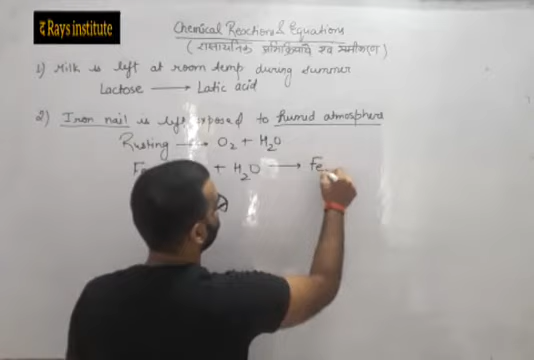 द Rays institute
Chemical Reactions & Equations
(रासायनिक अभिक्रियाएँ एवं समीकरण)
1) Milk is left at room temp during summer
Lactose ⟶ Latic acid
2) Iron nail is left exposed to humid atmosphere
Rusting ⟶ O₂ + H₂O
Fe + H₂O ⟶ Fe